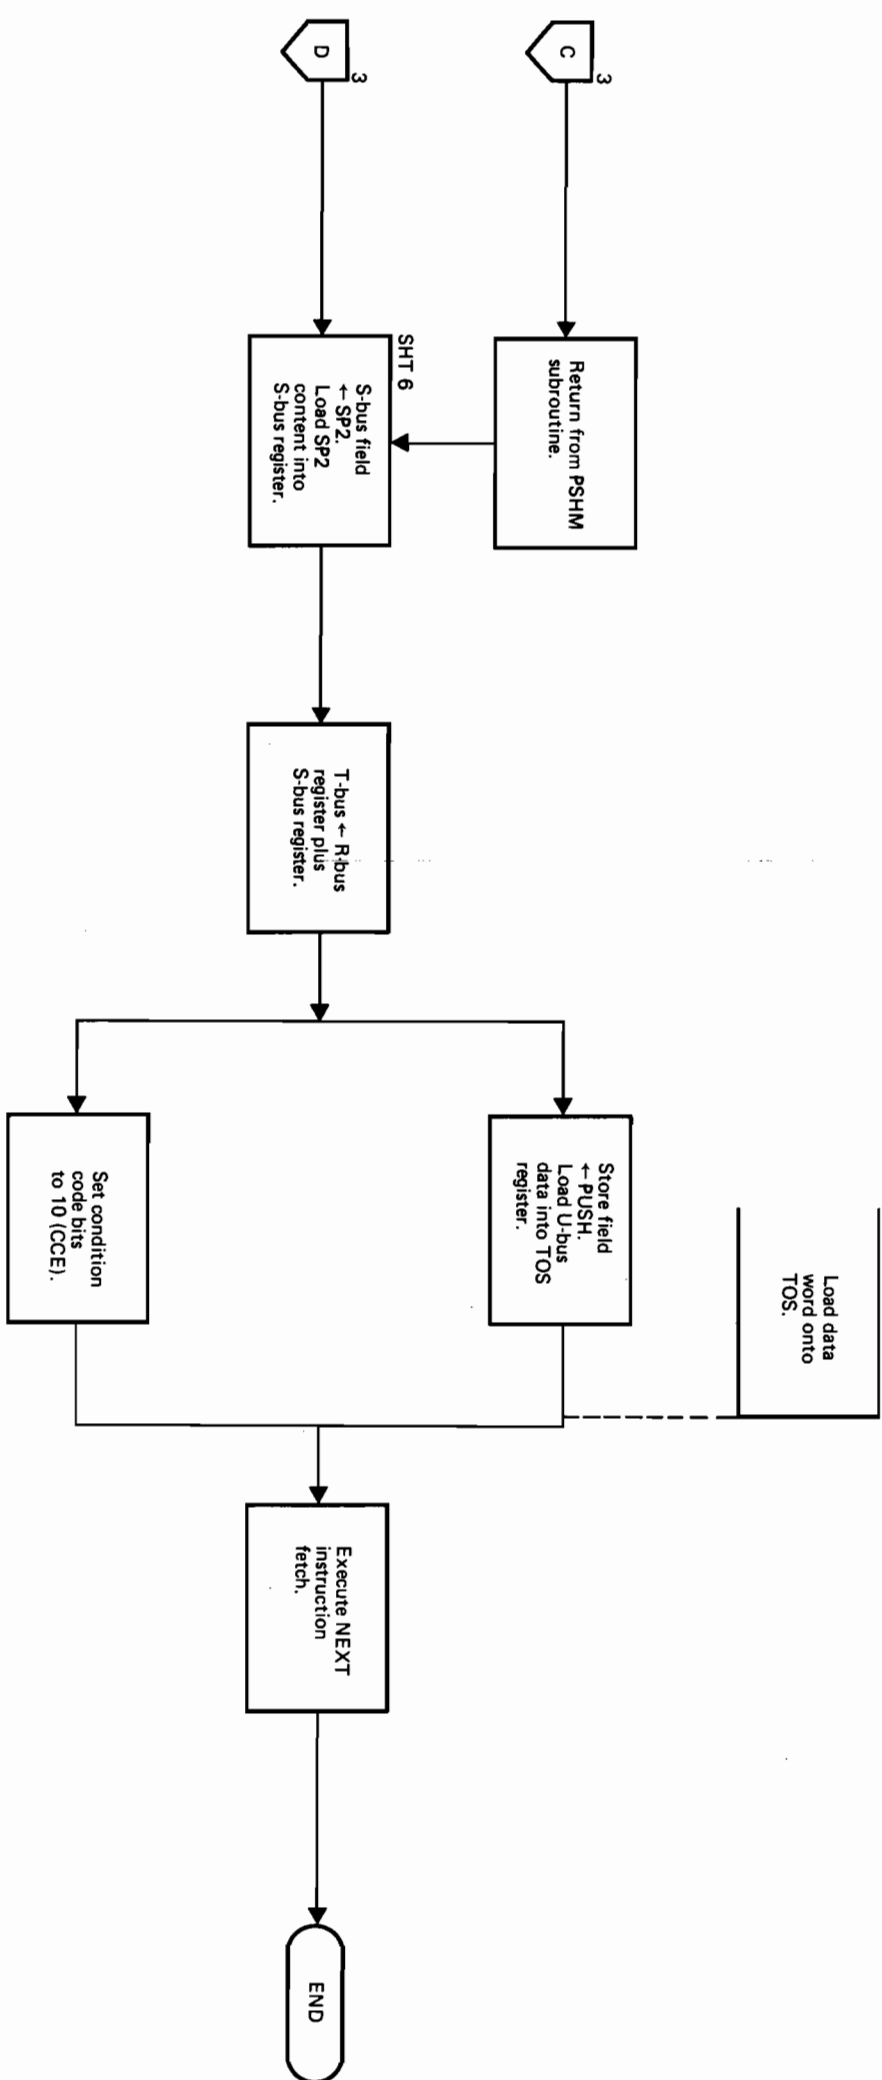 C
3
Return from PSHM
subroutine.
D
3
SHT 6
S-bus field
← SP2.
Load SP2
content into
S-bus register.
T-bus ← R-bus
register plus
S-bus register.
Store field
← PUSH.
Load U-bus
data into TOS
register.
Load data
word onto
TOS.
Set condition
code bits
to 10 (CCE).
Execute NEXT
instruction
fetch.
END